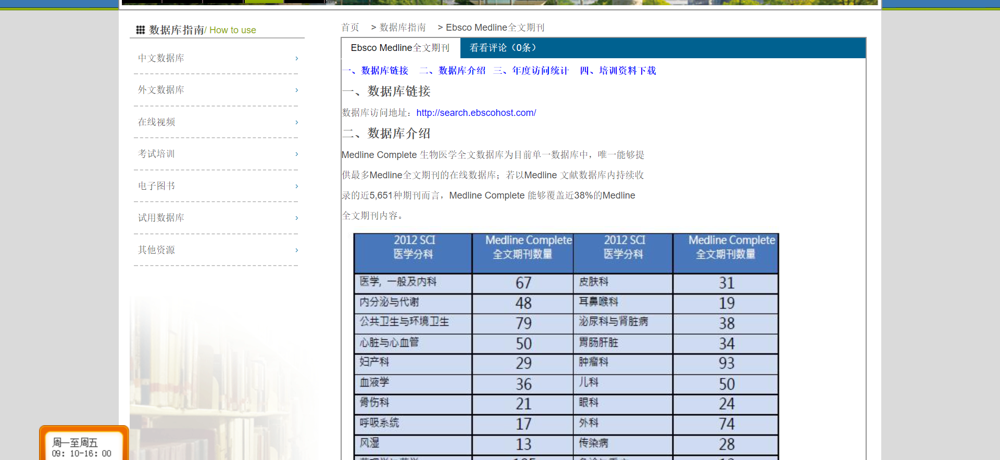 数据库指南/ How to use
中文数据库
外文数据库
在线视频
考试培训
电子图书
试用数据库
其他资源
周一至周五
09: 10-16: 00
首页 > 数据库指南 > Ebsco Medline全文期刊
Ebsco Medline全文期刊 看看评论（0条）
一、数据库链接 二、数据库介绍 三、年度访问统计 四、培训资料下载
一、数据库链接
数据库访问地址：http://search.ebscohost.com/
二、数据库介绍
Medline Complete 生物医学全文数据库为目前单一数据库中，唯一能够提
供最多Medline全文期刊的在线数据库；若以Medline 文献数据库内持续收
录的近5,651种期刊而言，Medline Complete 能够覆盖近38%的Medline
全文期刊内容。
2012 SCI Medline Complete 2012 SCI Medline Complete
医学分科 全文期刊数量 医学分科 全文期刊数量
医学, 一般及内科 67 皮肤科 31
内分泌与代谢 48 耳鼻喉科 19
公共卫生与环境卫生 79 泌尿科与肾脏病 38
心脏与心血管 50 胃肠肝脏 34
妇产科 29 肿瘤科 93
血液学 36 儿科 50
骨伤科 21 眼科 24
呼吸系统 17 外科 74
风湿 13 传染病 28